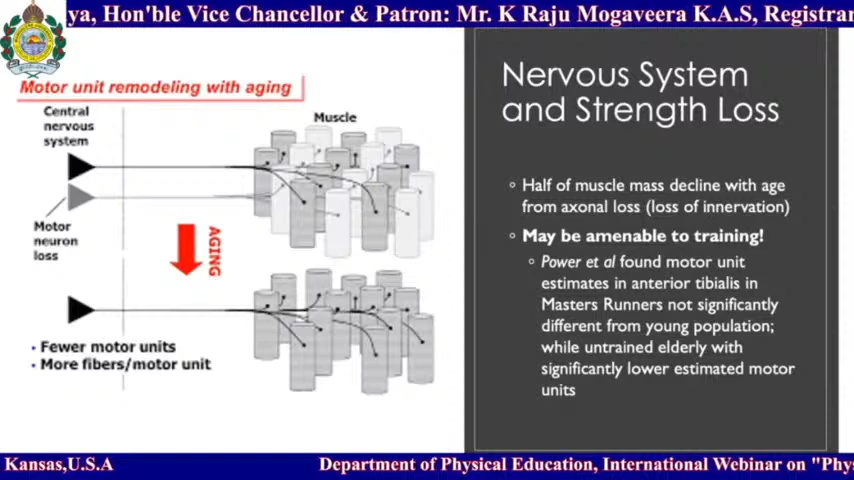 ya, Hon'ble Vice Chancellor & Patron: Mr. K Raju Mogaveera K.A.S, Registrar
Motor unit remodeling with aging
Central
nervous
system
Muscle
Motor
neuron
loss
AGING
• Fewer motor units
• More fibers/motor unit
Nervous System
and Strength Loss
◦ Half of muscle mass decline with age
from axonal loss (loss of innervation)
◦ May be amenable to training!
◦ Power et al found motor unit
estimates in anterior tibialis in
Masters Runners not significantly
different from young population;
while untrained elderly with
significantly lower estimated motor
units
Kansas,U.S.A
Department of Physical Education, International Webinar on "Phys